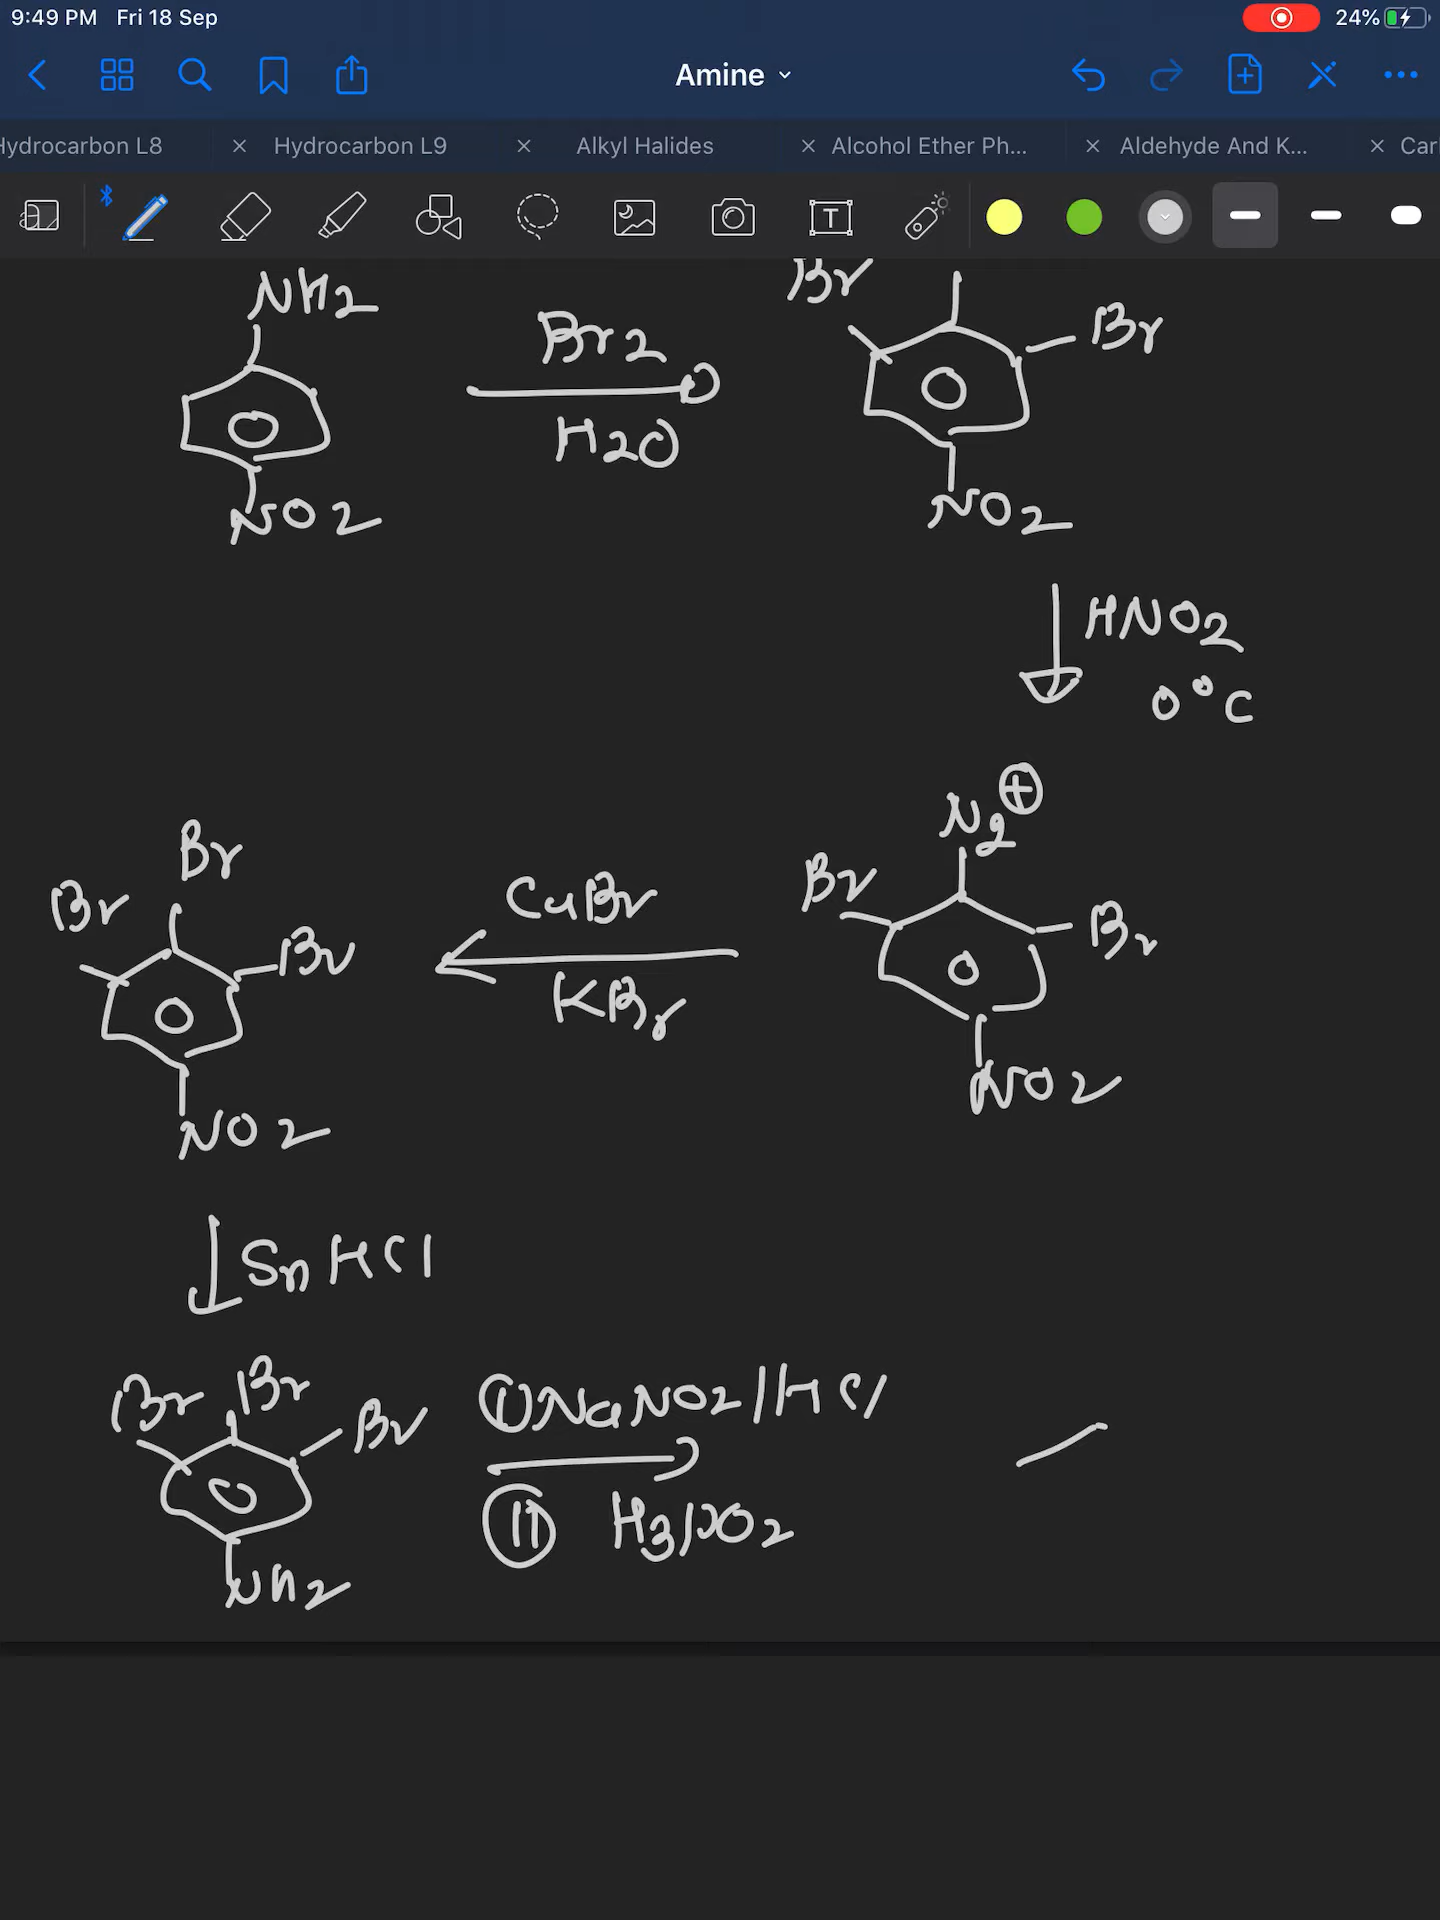 9:49 PM Fri 18 Sep
24%
Amine
Hydrocarbon L8
Hydrocarbon L9
Alkyl Halides
Alcohol Ether Ph...
Aldehyde And K...
Car
T
NH2
Br2
H2O
NO2
Br
Br
NO2
HNO2
0°C
N2⊕
Br
Br
NO2
CuBr
KBr
Br
Br
Br
NO2
Sn HCl
Br
Br
Br
NH2
① NaNO2/HCl
Ⅱ H3PO2